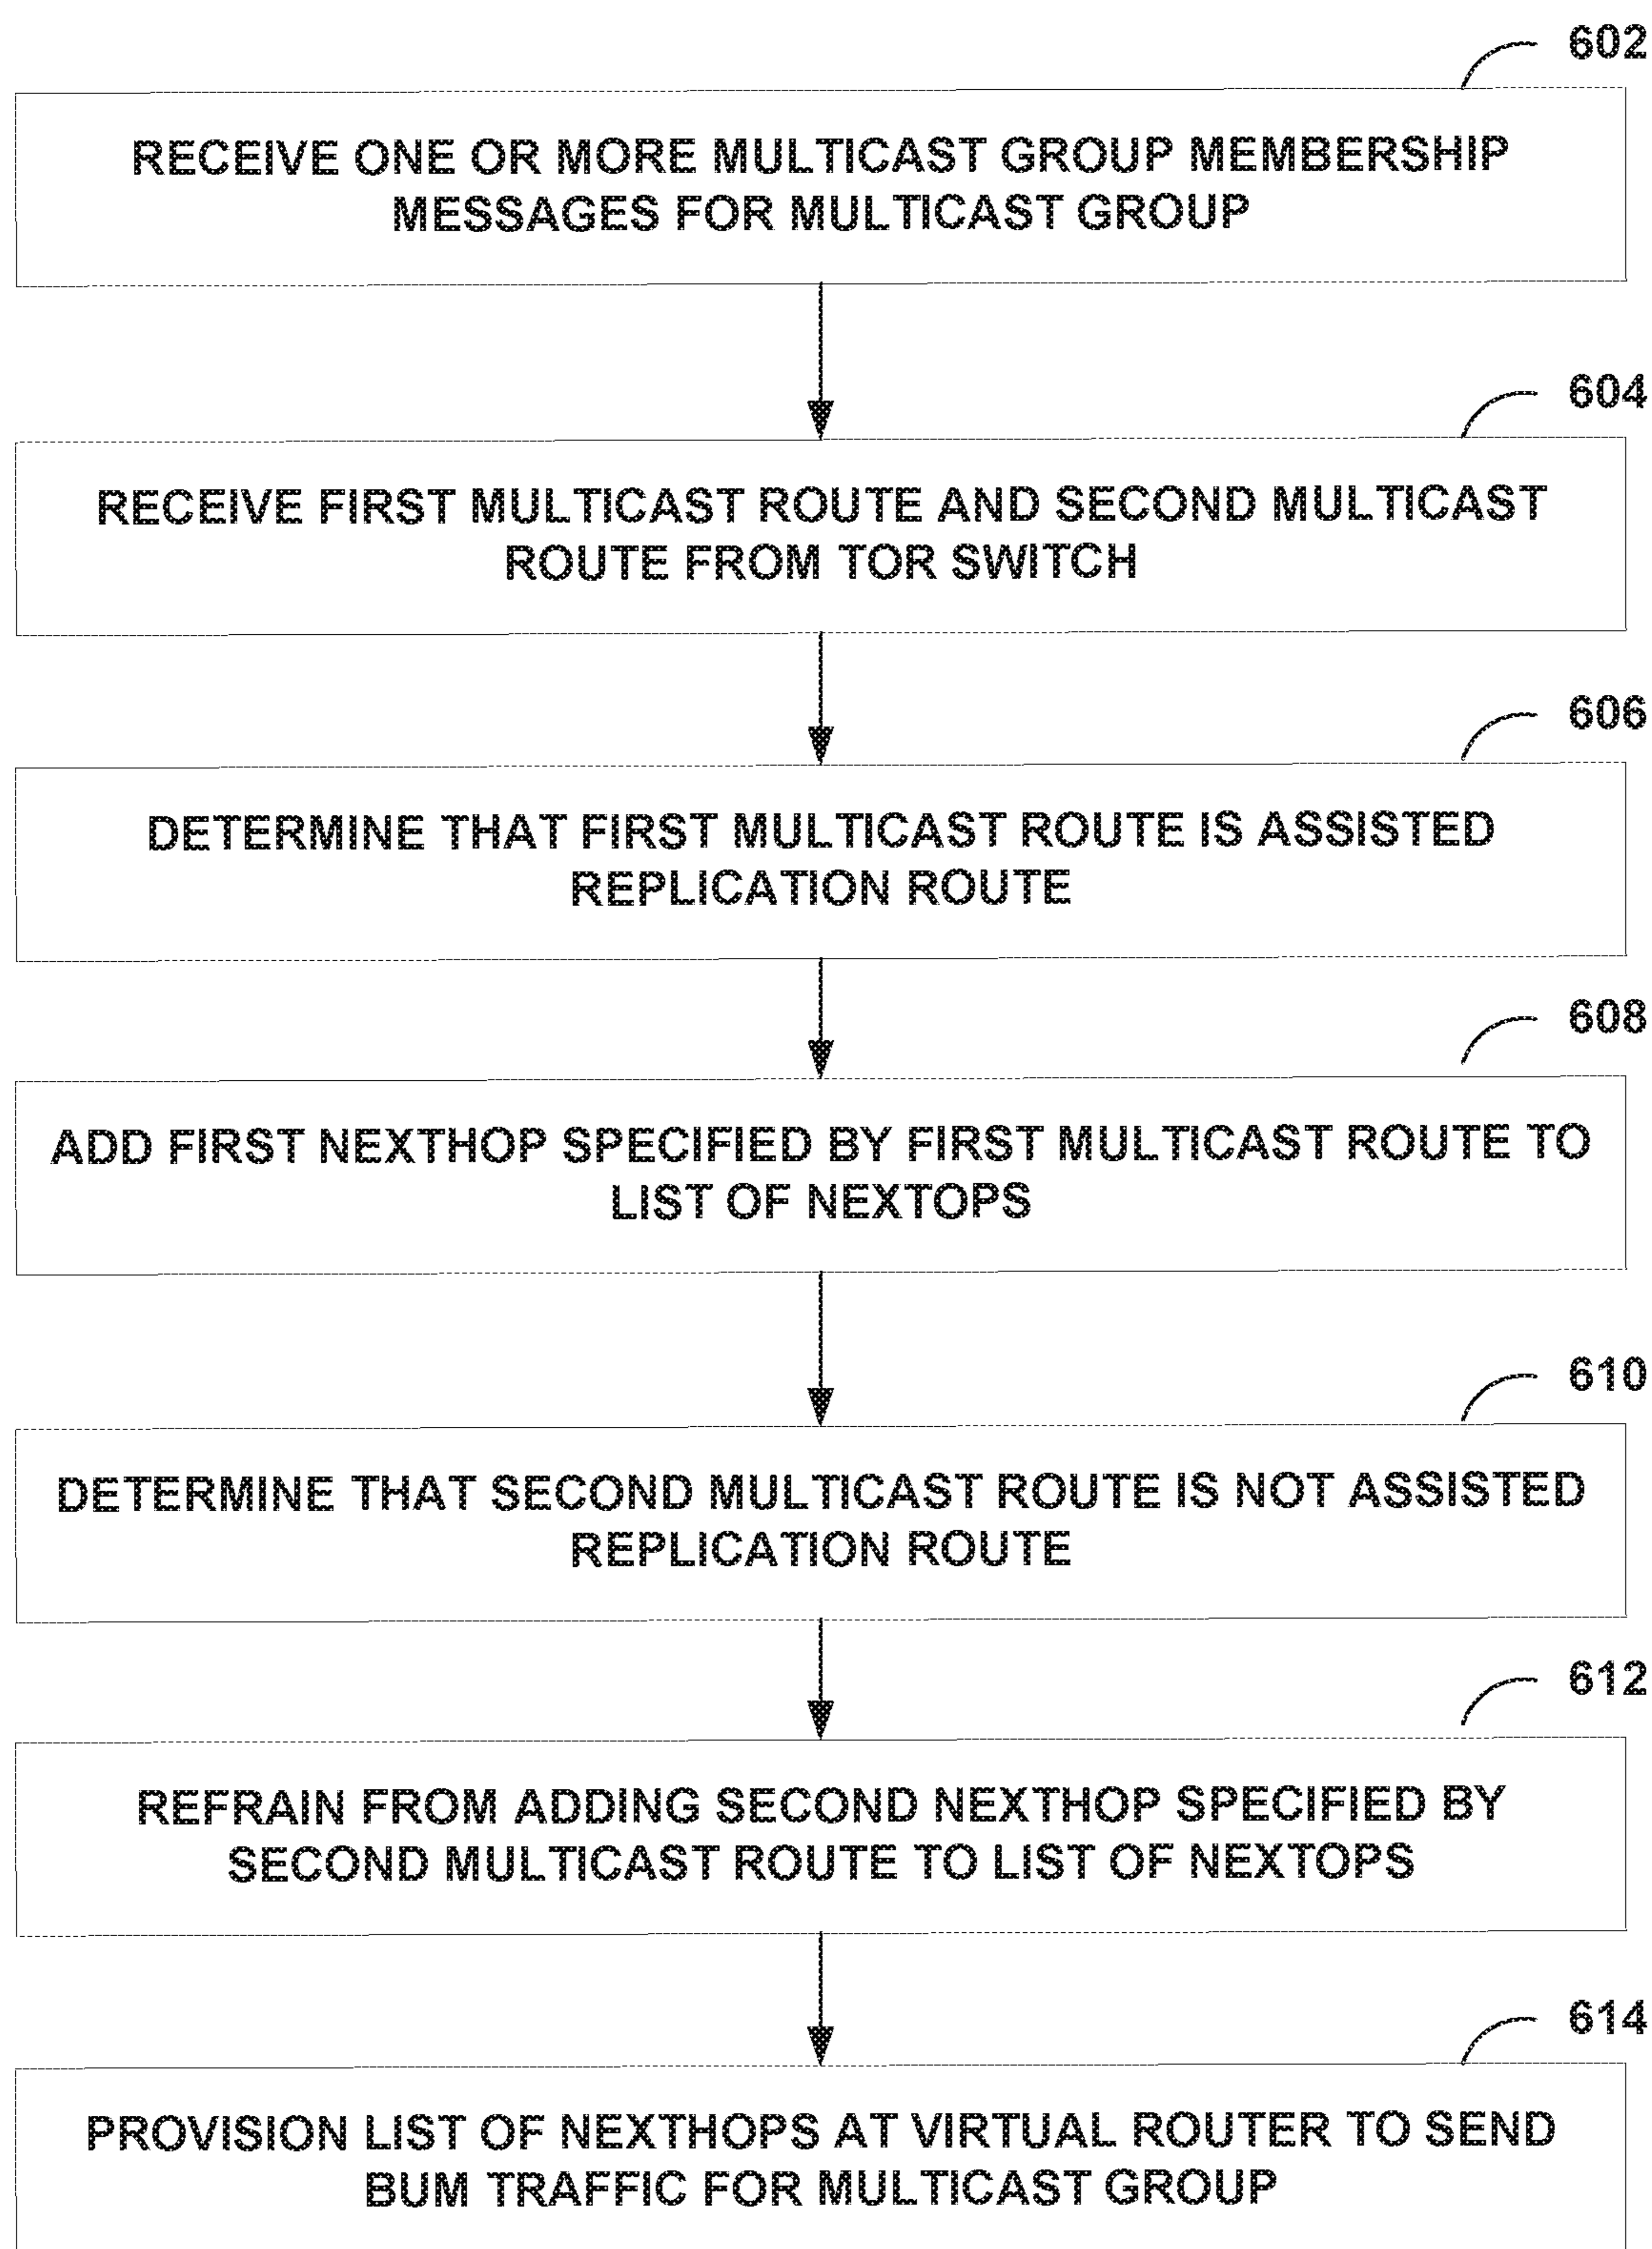 602
RECEIVE ONE OR MORE MULTICAST GROUP MEMBERSHIP
MESSAGES FOR MULTICAST GROUP
604
RECEIVE FIRST MULTICAST ROUTE AND SECOND MULTICAST
ROUTE FROM TOR SWITCH
606
DETERMINE THAT FIRST MULTICAST ROUTE IS ASSISTED
REPLICATION ROUTE
608
ADD FIRST NEXTHOP SPECIFIED BY FIRST MULTICAST ROUTE TO
LIST OF NEXTOPS
610
DETERMINE THAT SECOND MULTICAST ROUTE IS NOT ASSISTED
REPLICATION ROUTE
612
REFRAIN FROM ADDING SECOND NEXTHOP SPECIFIED BY
SECOND MULTICAST ROUTE TO LIST OF NEXTOPS
614
PROVISION LIST OF NEXTHOPS AT VIRTUAL ROUTER TO SEND
BUM TRAFFIC FOR MULTICAST GROUP